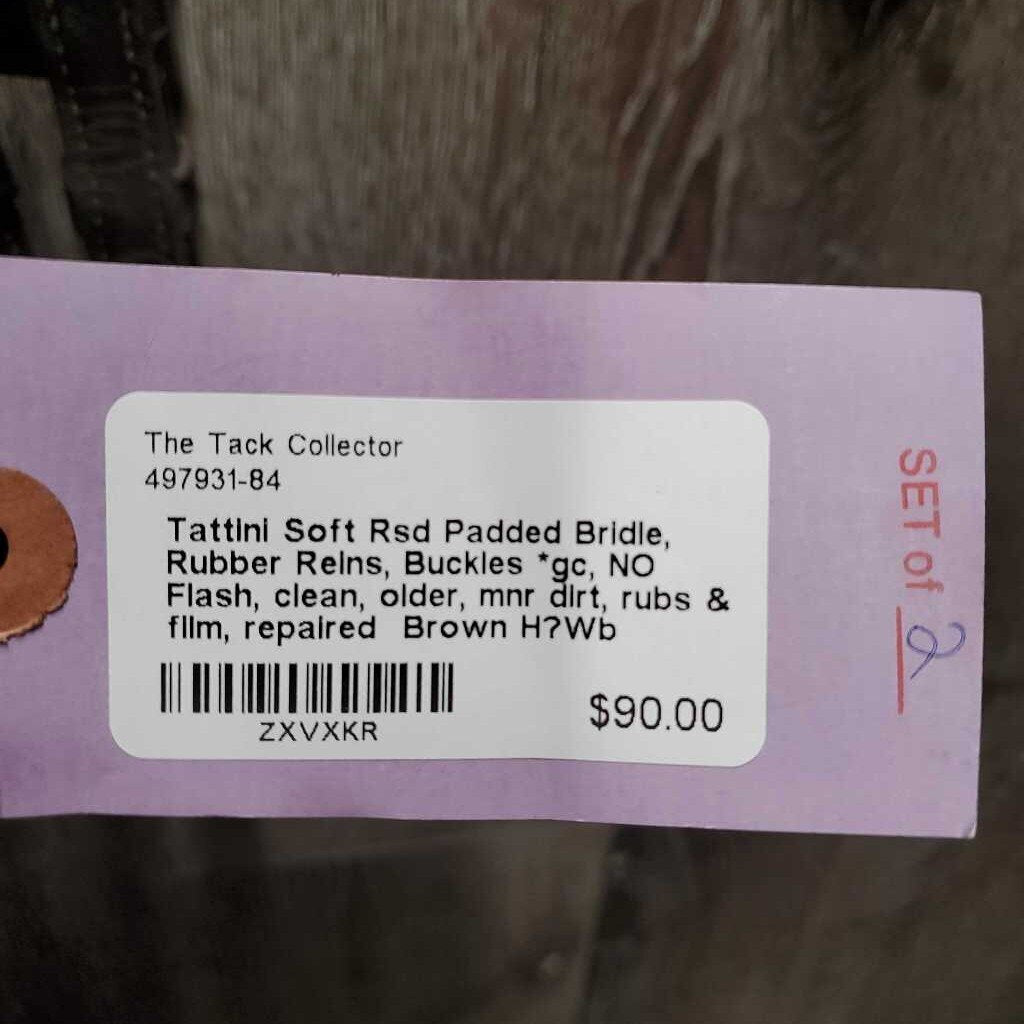 The Tack Collector
497931-84
Tattini Soft Rsd Padded Bridle,
Rubber Reins, Buckles *gc, NO
Flash, clean, older, mnr dirt, rubs &
film, repaired Brown H?Wb
ZXVXKR
$90.00
SET of 2